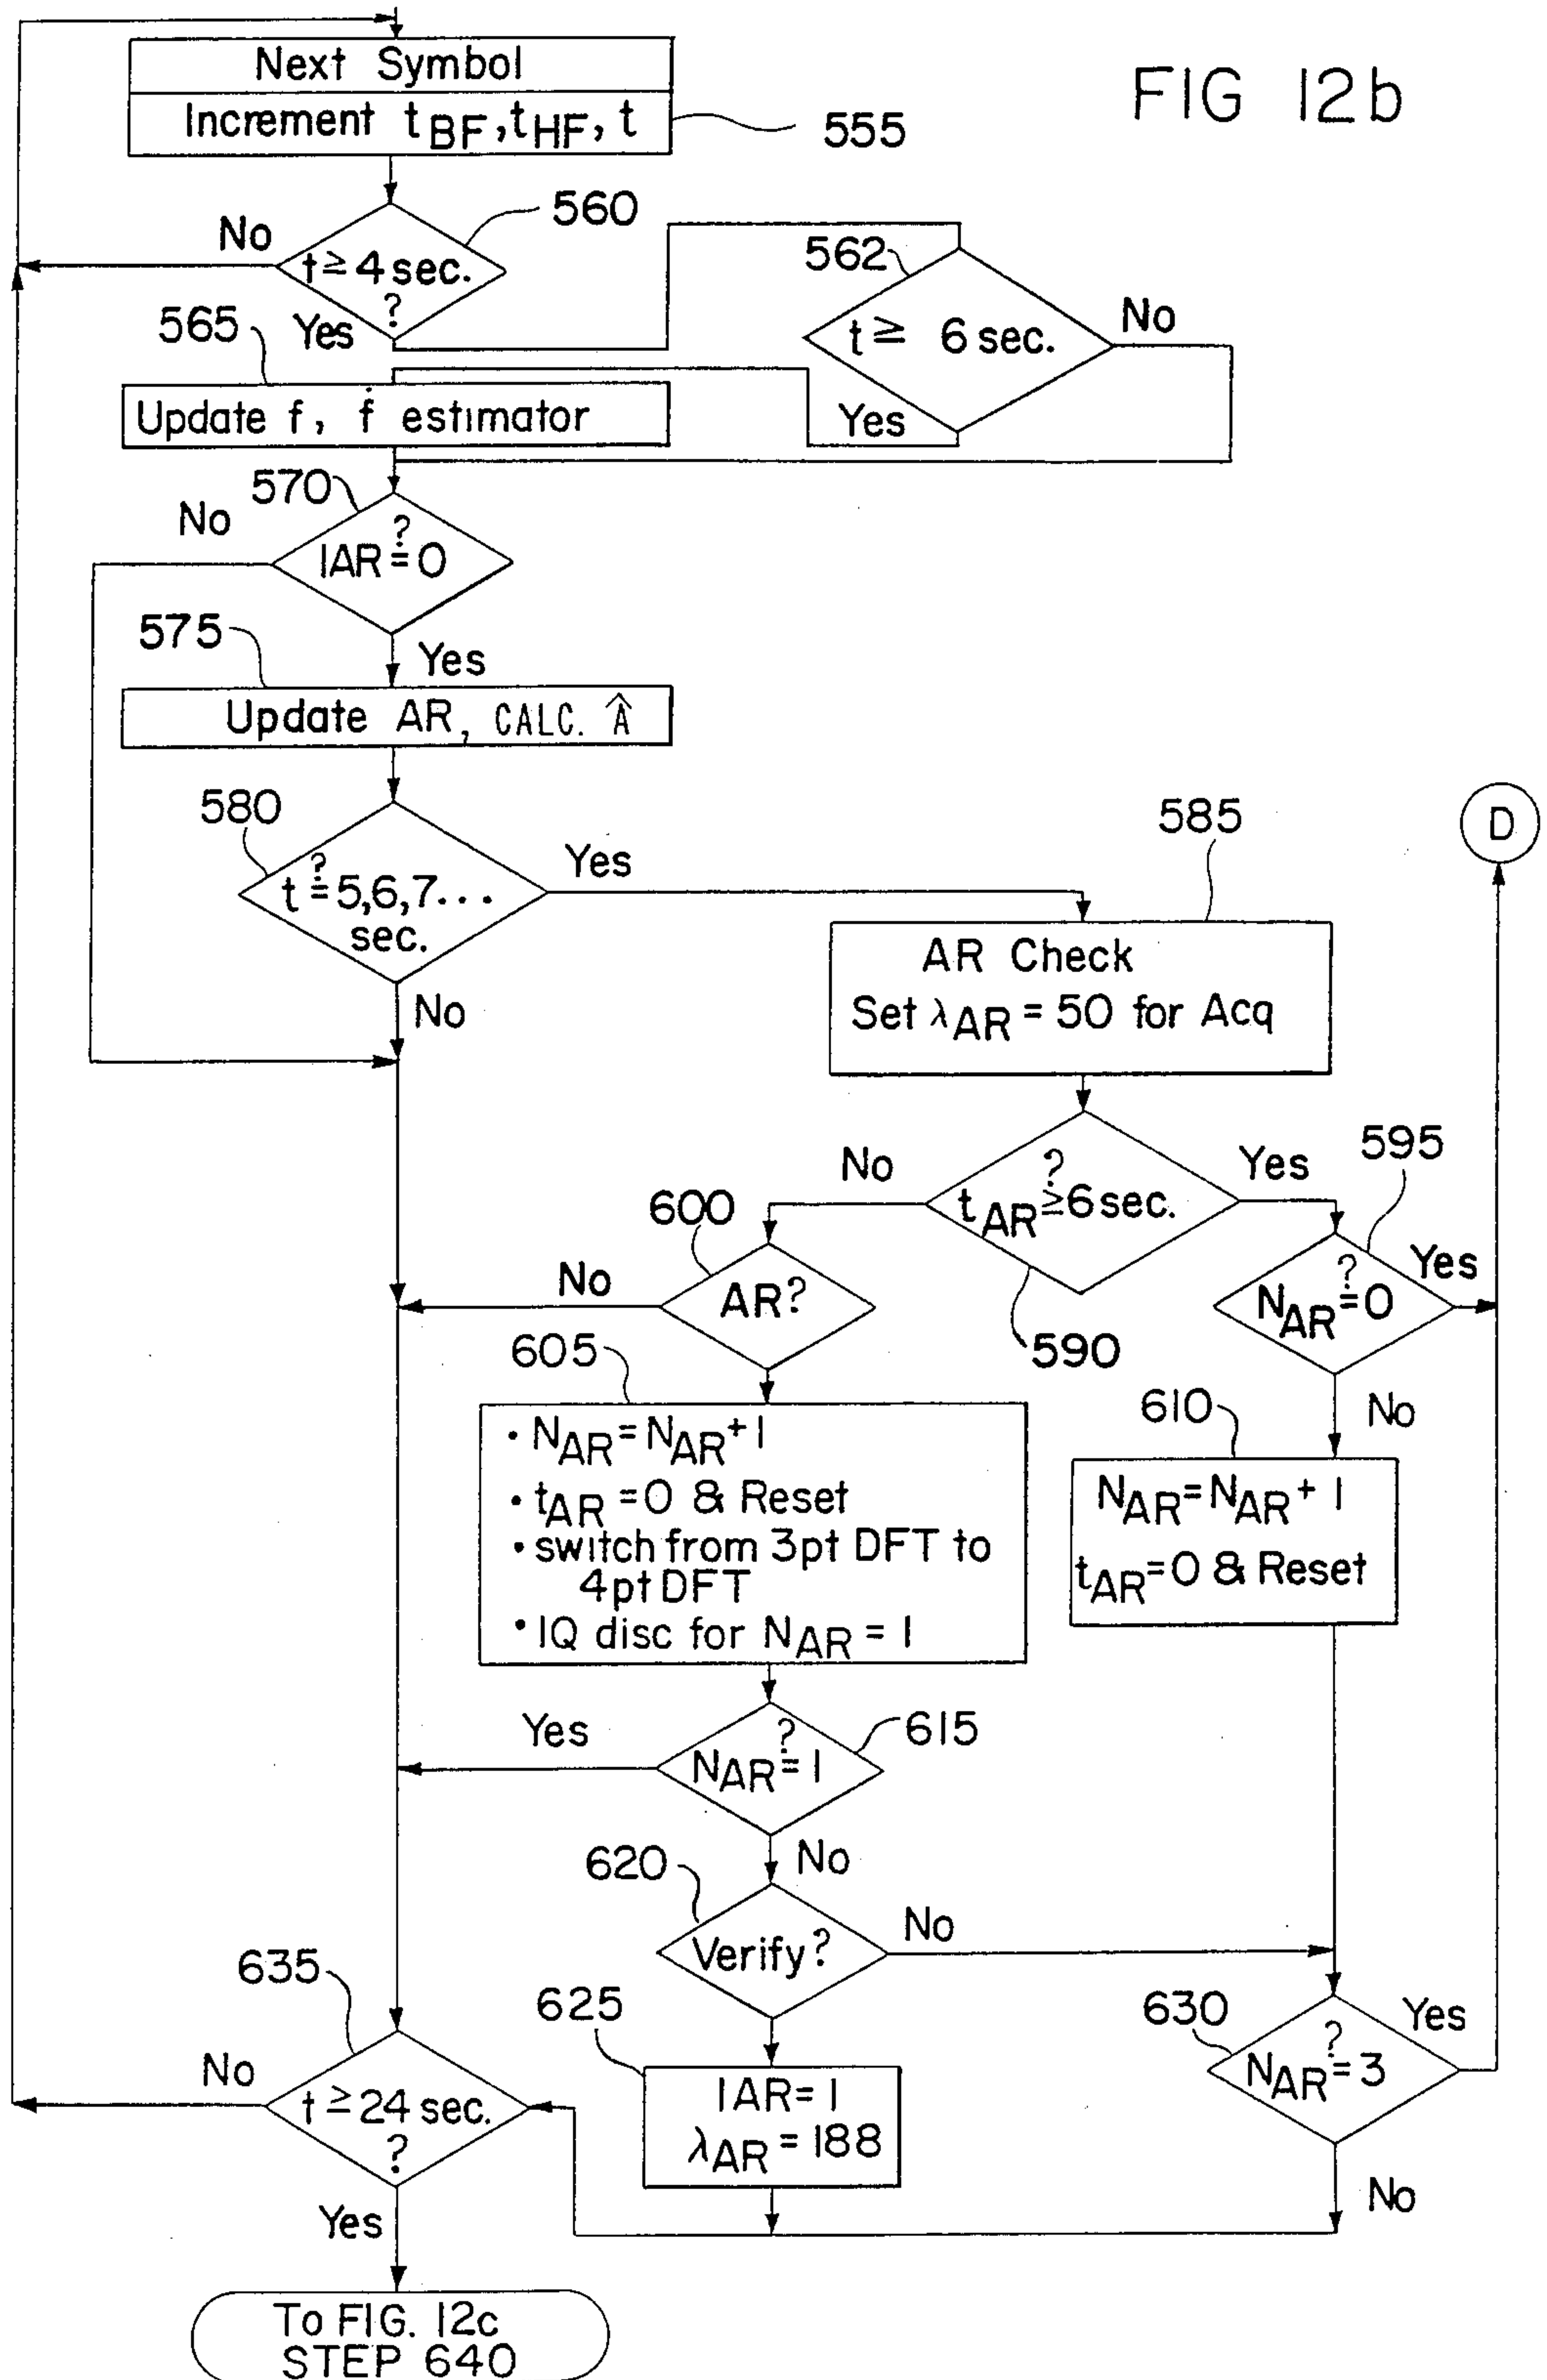 FIG 12b
Next Symbol
Increment t_BF, t_HF, t
555
560
No
t ≥ 4 sec.
?
Yes
562
t ≥ 6 sec.
No
Yes
565
Update f, ḟ estimator
570
No
?
IAR = 0
Yes
575
Update AR, CALC. Â
580
?
t = 5,6,7...
sec.
Yes
No
585
AR Check
Set λ_AR = 50 for Acq
D
590
?
t_AR ≥ 6 sec.
No
Yes
595
?
N_AR = 0
Yes
No
600
AR?
No
605
• N_AR = N_AR + 1
• t_AR = 0 & Reset
• switch from 3pt DFT to
4pt DFT
• IQ disc for N_AR = 1
610
N_AR = N_AR + 1
t_AR = 0 & Reset
615
?
N_AR = 1
Yes
No
620
Verify?
No
625
IAR = 1
λ_AR = 188
630
?
N_AR = 3
Yes
No
635
No
t ≥ 24 sec.
?
Yes
To FIG. 12c
STEP 640